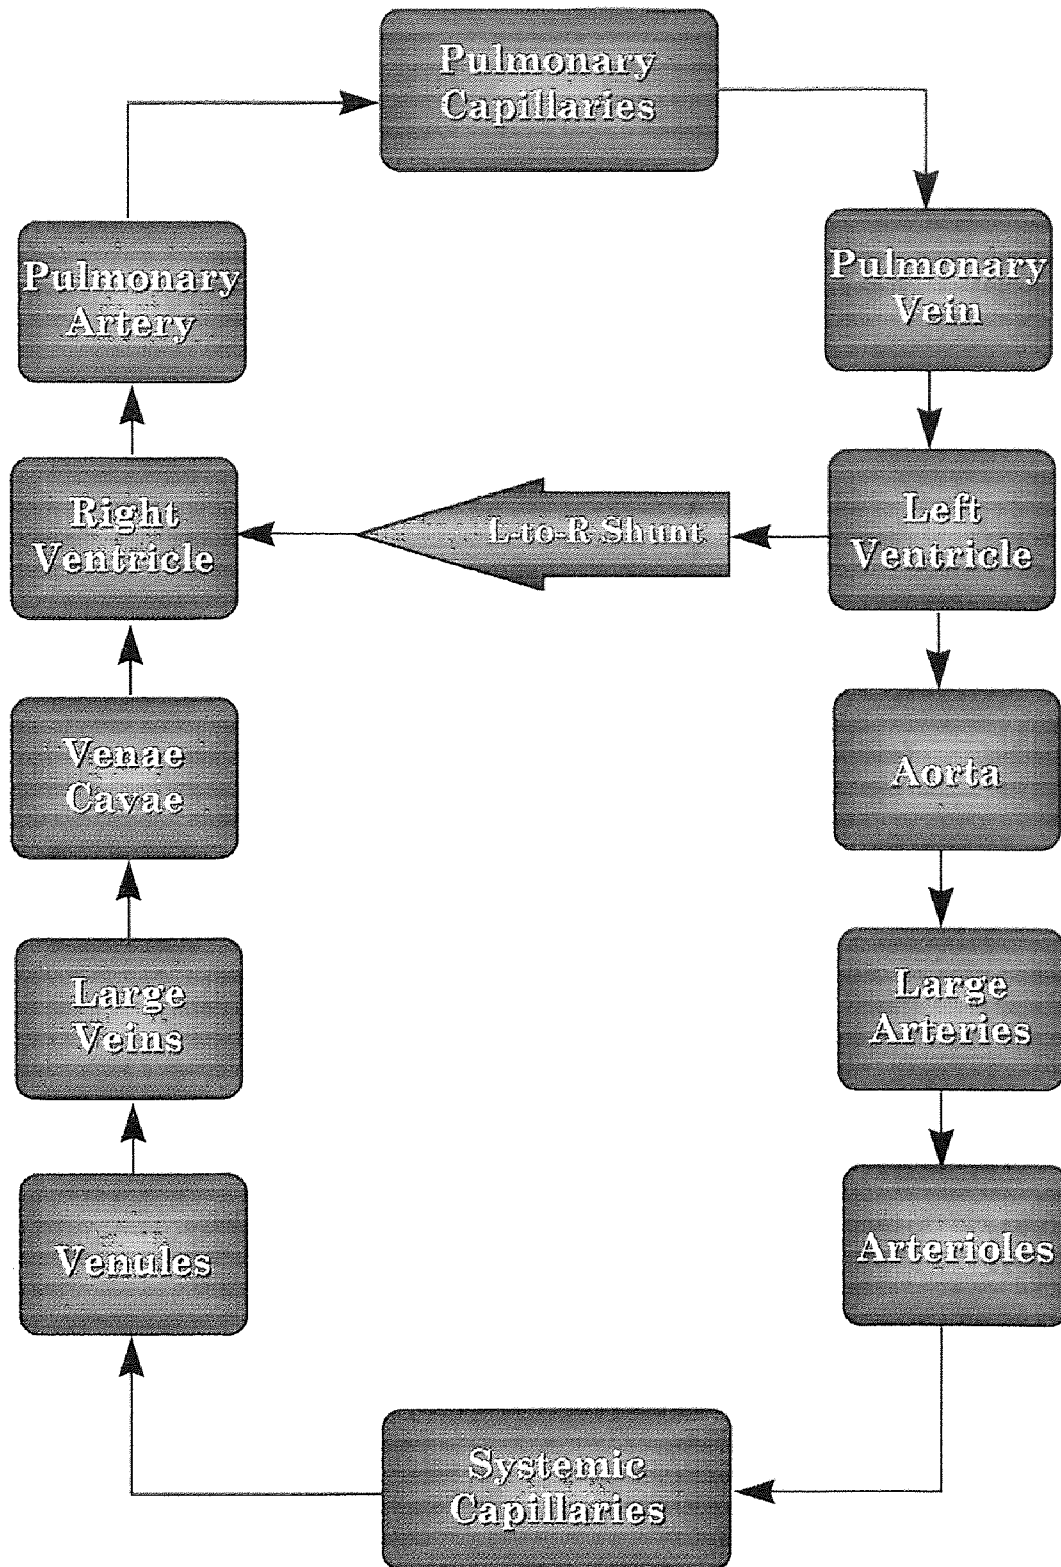 Pulmonary
Capillaries
Pulmonary
Artery
Pulmonary
Vein
Right
Ventricle
L-to-R Shunt
Left
Ventricle
Venae
Cavae
Aorta
Large
Veins
Large
Arteries
Venules
Arterioles
Systemic
Capillaries